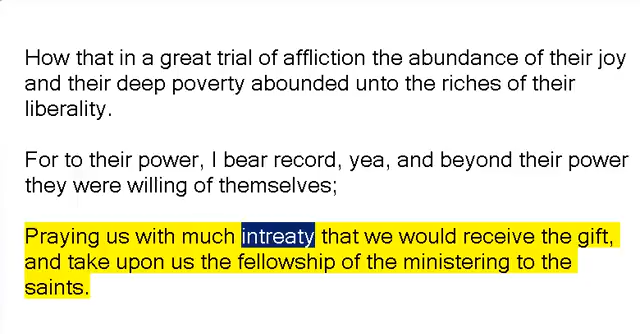 How that in a great trial of affliction the abundance of their joy
and their deep poverty abounded unto the riches of their
liberality.
For to their power, I bear record, yea, and beyond their power
they were willing of themselves;
Praying us with much intreaty that we would receive the gift,
and take upon us the fellowship of the ministering to the
saints.